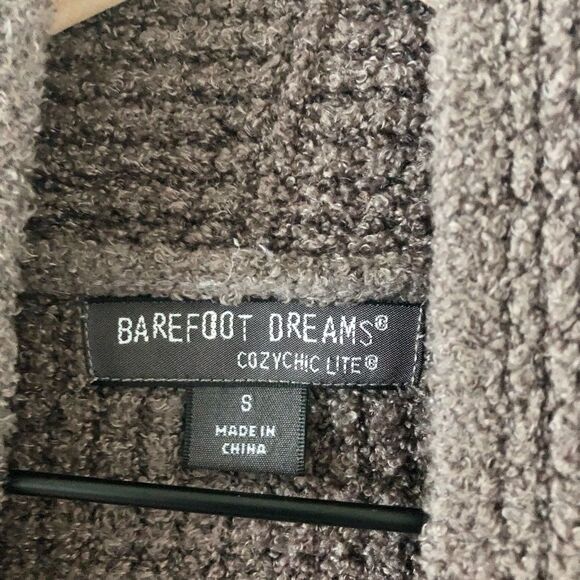 BAREFOOT DREAMS®
COZYCHIC LITE®
S
MADE IN
CHINA